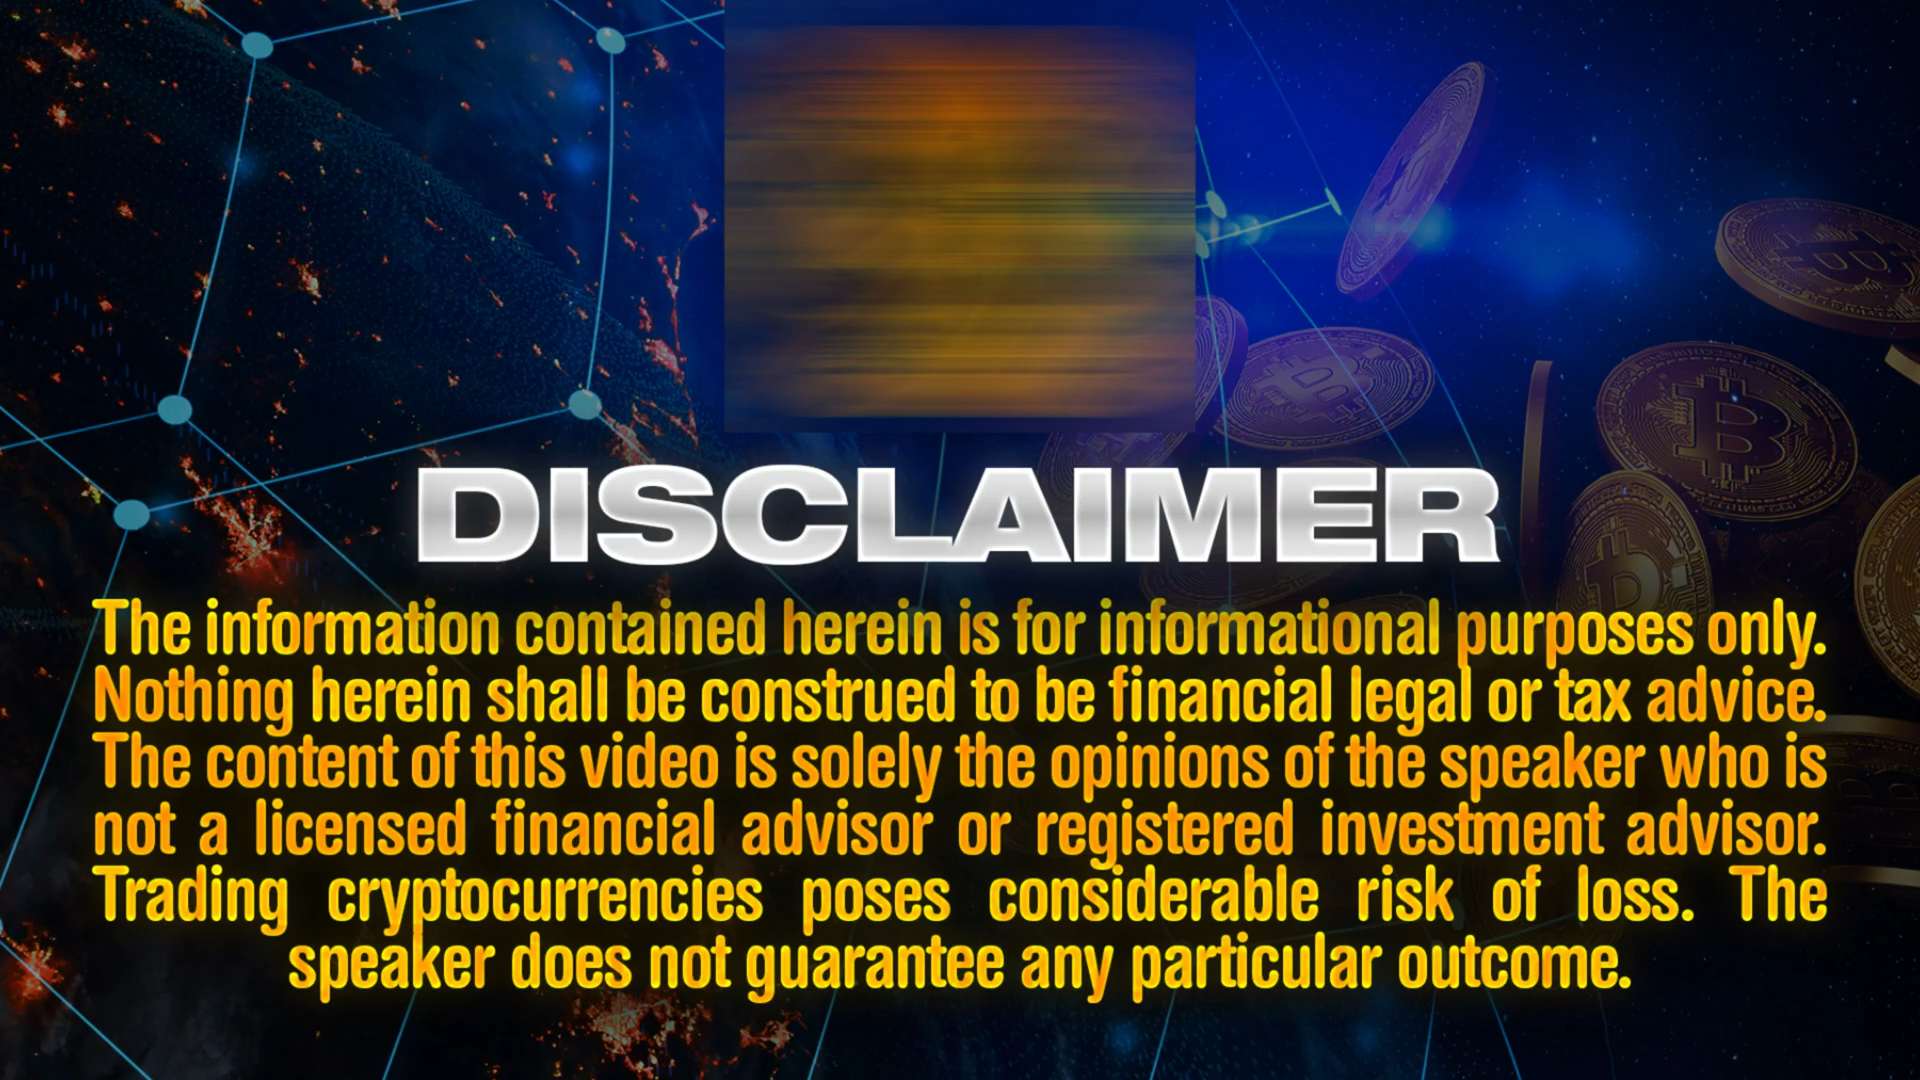 DISCLAIMER
The information contained herein is for informational purposes only.
Nothing herein shall be construed to be financial legal or tax advice.
The content of this video is solely the opinions of the speaker who is
not a licensed financial advisor or registered investment advisor.
Trading cryptocurrencies poses considerable risk of loss. The
speaker does not guarantee any particular outcome.